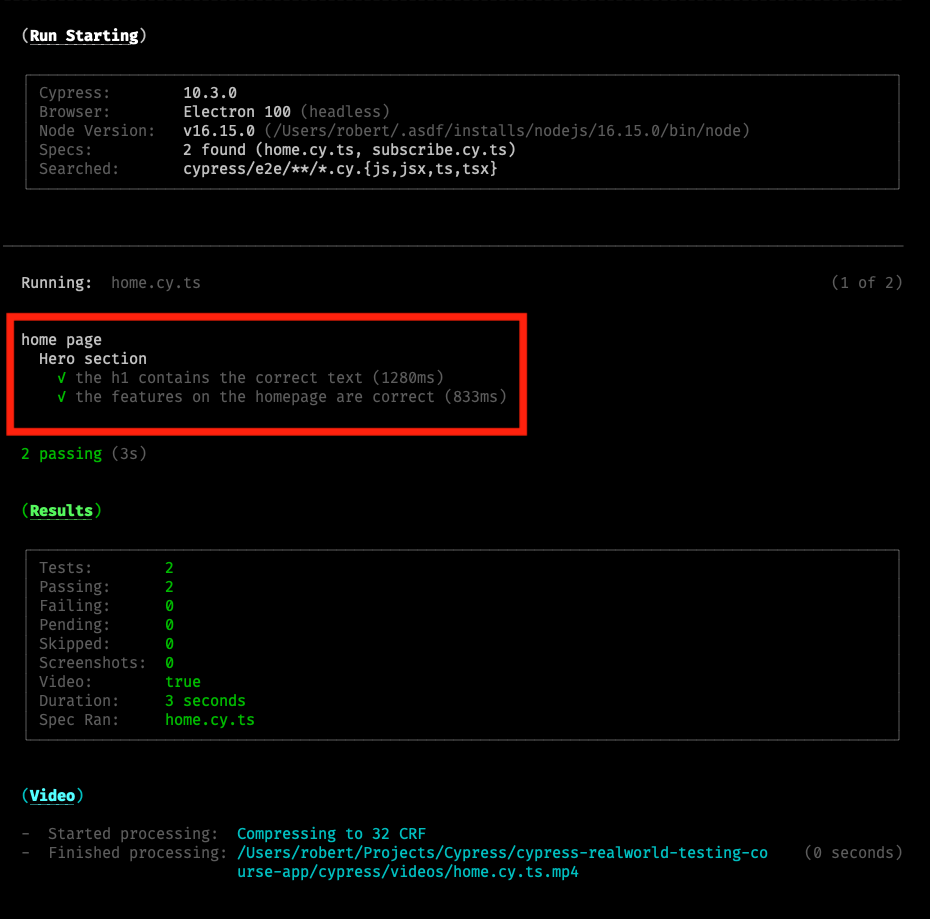 (Run Starting)
Cypress: 10.3.0
Browser: Electron 100 (headless)
Node Version: v16.15.0 (/Users/robert/.asdf/installs/nodejs/16.15.0/bin/node)
Specs: 2 found (home.cy.ts, subscribe.cy.ts)
Searched: cypress/e2e/**/*.cy.{js,jsx,ts,tsx}
Running: home.cy.ts (1 of 2)
home page
Hero section
√ the h1 contains the correct text (1280ms)
√ the features on the homepage are correct (833ms)
2 passing (3s)
(Results)
Tests: 2
Passing: 2
Failing: 0
Pending: 0
Skipped: 0
Screenshots: 0
Video: true
Duration: 3 seconds
Spec Ran: home.cy.ts
(Video)
- Started processing: Compressing to 32 CRF
- Finished processing: /Users/robert/Projects/Cypress/cypress-realworld-testing-co (0 seconds)
urse-app/cypress/videos/home.cy.ts.mp4